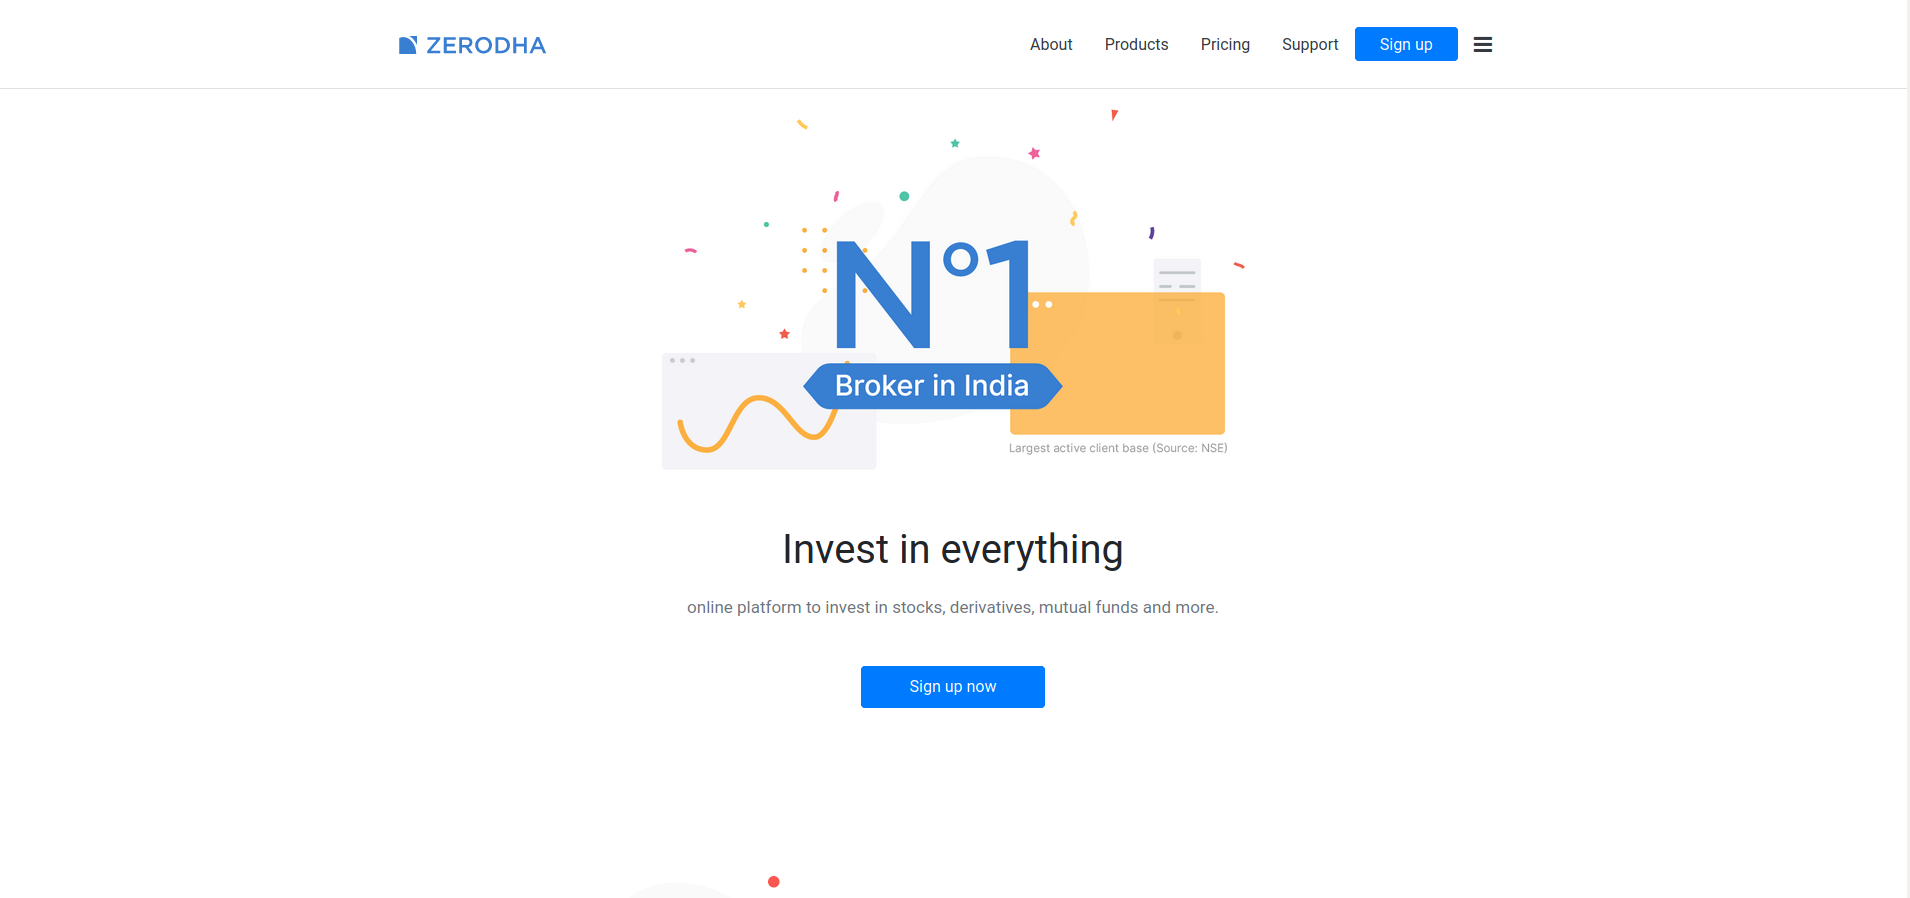 ZERODHA
About Products Pricing Support Sign up
N°1
Broker in India
Largest active client base (Source: NSE)
Invest in everything
online platform to invest in stocks, derivatives, mutual funds and more.
Sign up now